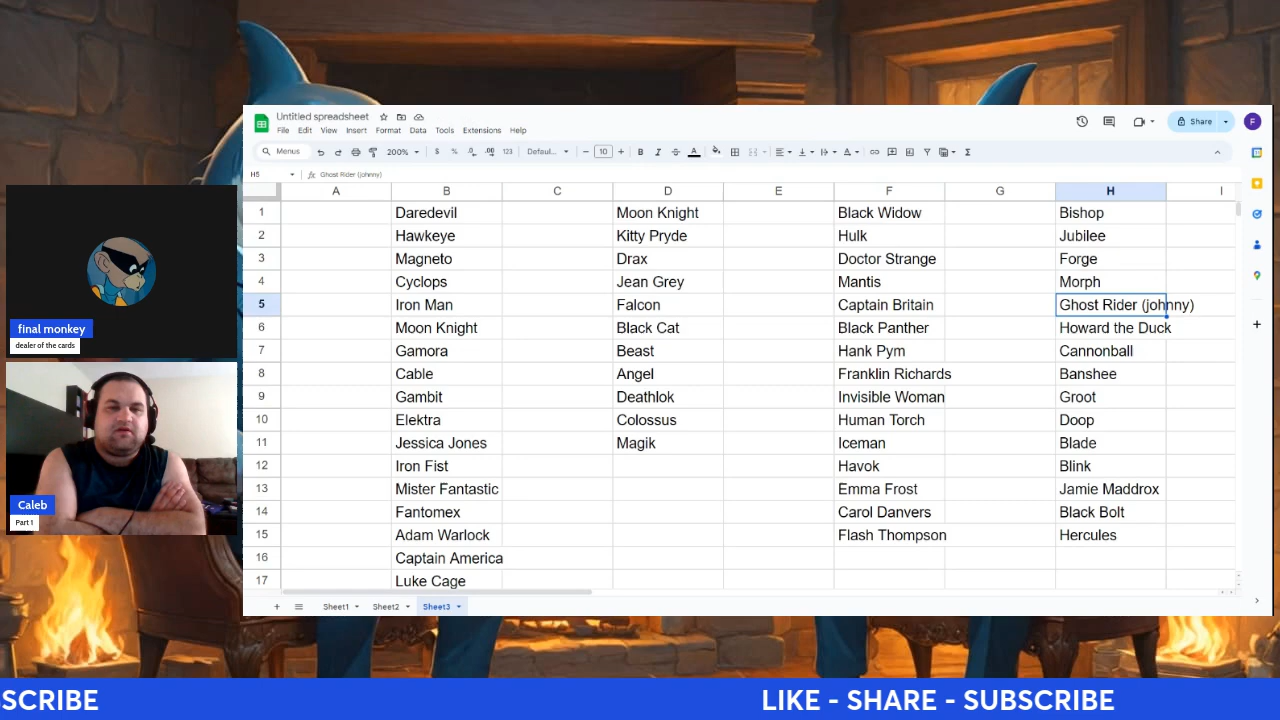 Untitled spreadsheet
File Edit View Insert Format Data Tools Extensions Help
Share
F
Menus 200% $ % .0 .00 123 Defaul... - 10 + B I A Σ
H5 fx Ghost Rider (johnny)
A B C D E F G H I
1 Daredevil Moon Knight Black Widow Bishop
2 Hawkeye Kitty Pryde Hulk Jubilee
3 Magneto Drax Doctor Strange Forge
4 Cyclops Jean Grey Mantis Morph
5 Iron Man Falcon Captain Britain Ghost Rider (johnny)
6 Moon Knight Black Cat Black Panther Howard the Duck
7 Gamora Beast Hank Pym Cannonball
8 Cable Angel Franklin Richards Banshee
9 Gambit Deathlok Invisible Woman Groot
10 Elektra Colossus Human Torch Doop
11 Jessica Jones Magik Iceman Blade
12 Iron Fist Havok Blink
13 Mister Fantastic Emma Frost Jamie Maddrox
14 Fantomex Carol Danvers Black Bolt
15 Adam Warlock Flash Thompson Hercules
16 Captain America
17 Luke Cage
Sheet1 Sheet2 Sheet3
final monkey
dealer of the cards
Caleb
Part 1
SCRIBE LIKE - SHARE - SUBSCRIBE